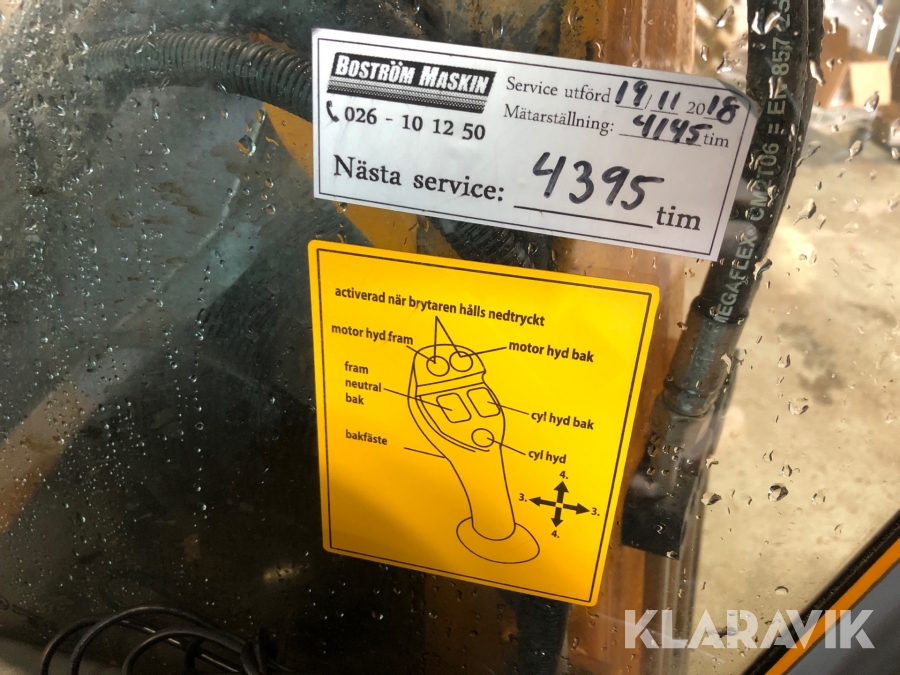 BOSTRÖM MASKIN
026 - 10 12 50
Service utförd 19/11 2018
Mätarställning: 4145 tim
Nästa service: 4395 tim
activerad när brytaren hålls nedtryckt
motor hyd fram
motor hyd bak
fram
neutral
bak
cyl hyd bak
bakfäste
cyl hyd
4.
3.
3.
4.
MEGAFLEX
857
KLARAVIK